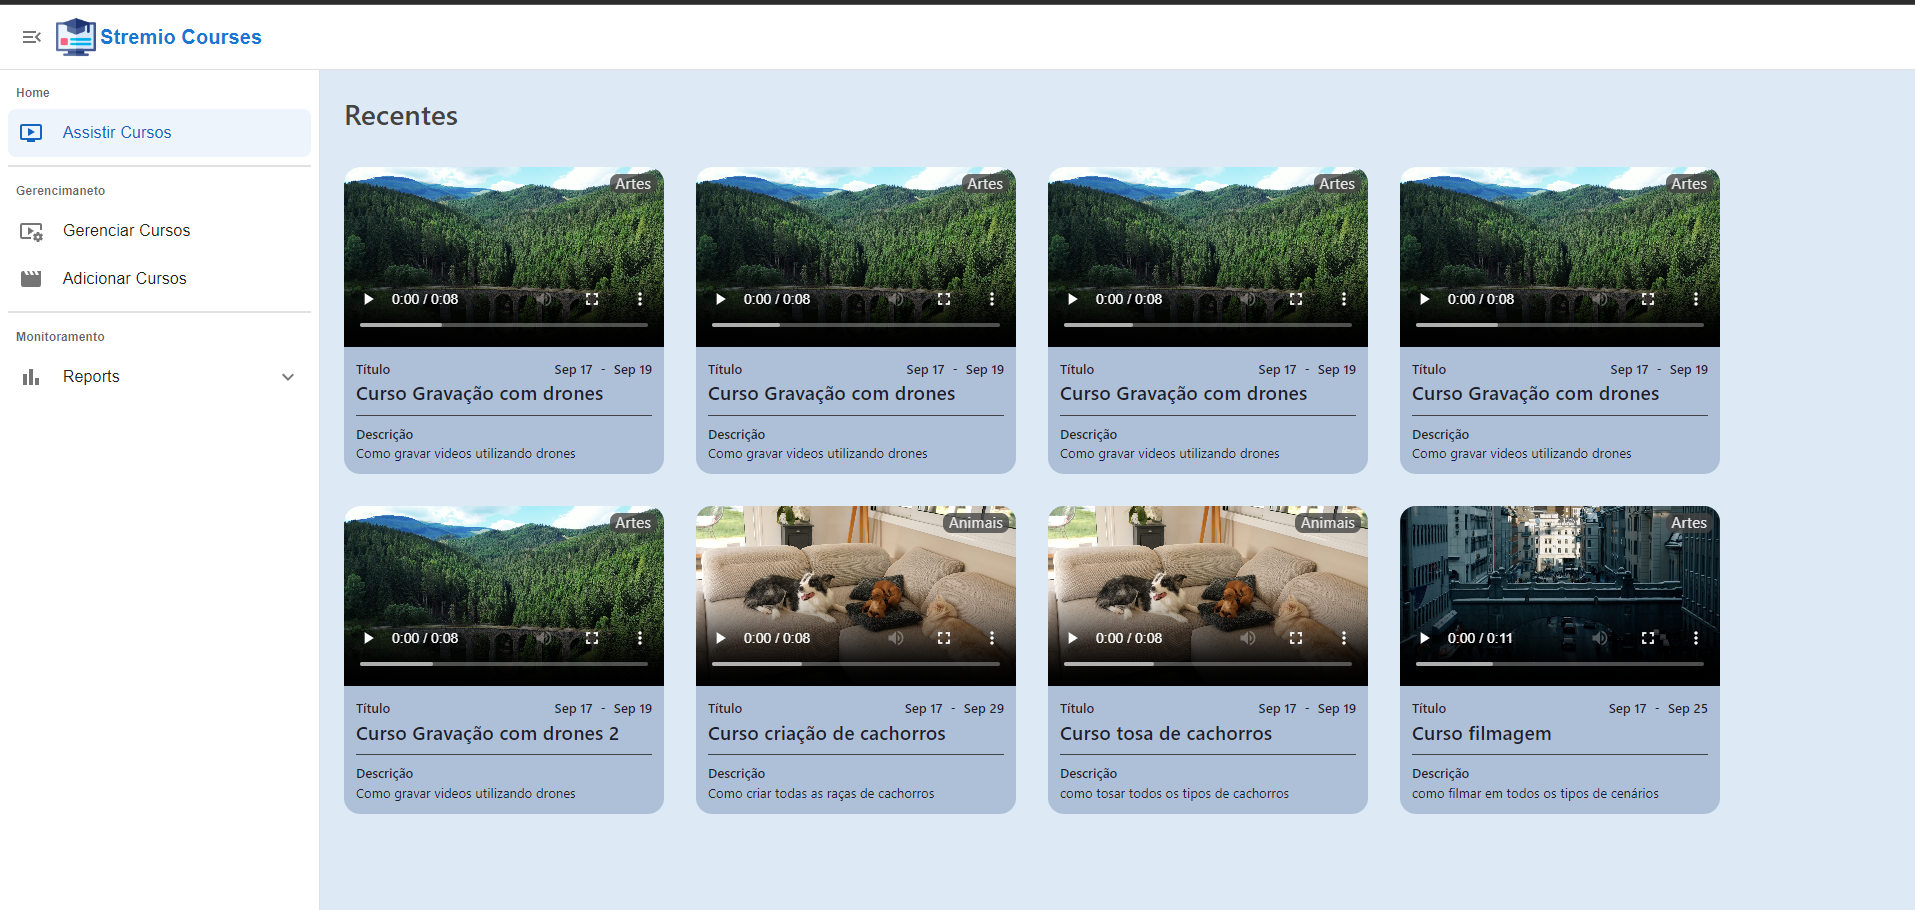 Stremio Courses
Home
Assistir Cursos
Gerencimaneto
Gerenciar Cursos
Adicionar Cursos
Monitoramento
Reports
Recentes
Artes
0:00 / 0:08
Título
Sep 17 - Sep 19
Curso Gravação com drones
Descrição
Como gravar videos utilizando drones
Artes
0:00 / 0:08
Título
Sep 17 - Sep 19
Curso Gravação com drones
Descrição
Como gravar videos utilizando drones
Artes
0:00 / 0:08
Título
Sep 17 - Sep 19
Curso Gravação com drones
Descrição
Como gravar videos utilizando drones
Artes
0:00 / 0:08
Título
Sep 17 - Sep 19
Curso Gravação com drones
Descrição
Como gravar videos utilizando drones
Artes
0:00 / 0:08
Título
Sep 17 - Sep 19
Curso Gravação com drones 2
Descrição
Como gravar videos utilizando drones
Animais
0:00 / 0:08
Título
Sep 17 - Sep 29
Curso criação de cachorros
Descrição
Como criar todas as raças de cachorros
Animais
0:00 / 0:08
Título
Sep 17 - Sep 19
Curso tosa de cachorros
Descrição
como tosar todos os tipos de cachorros
Artes
0:00 / 0:11
Título
Sep 17 - Sep 25
Curso filmagem
Descrição
como filmar em todos os tipos de cenários